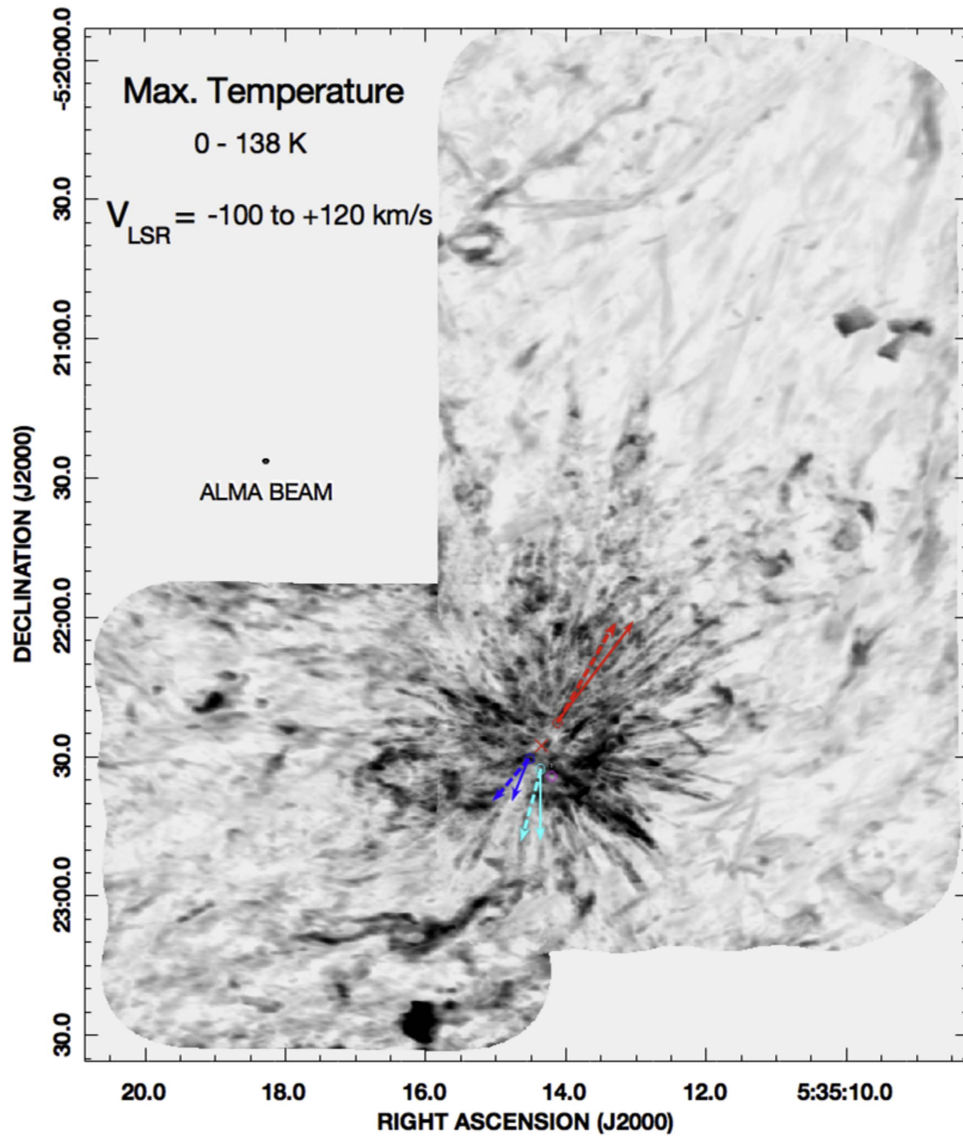 -5:20:00.0
Max. Temperature
0 - 138 K
30.0
V LSR = -100 to +120 km/s
21:00.0
30.0
ALMA BEAM
DECLINATION (J2000)
22:00.0
30.0
23:00.0
30.0
20.0 18.0 16.0 14.0 12.0 5:35:10.0
RIGHT ASCENSION (J2000)